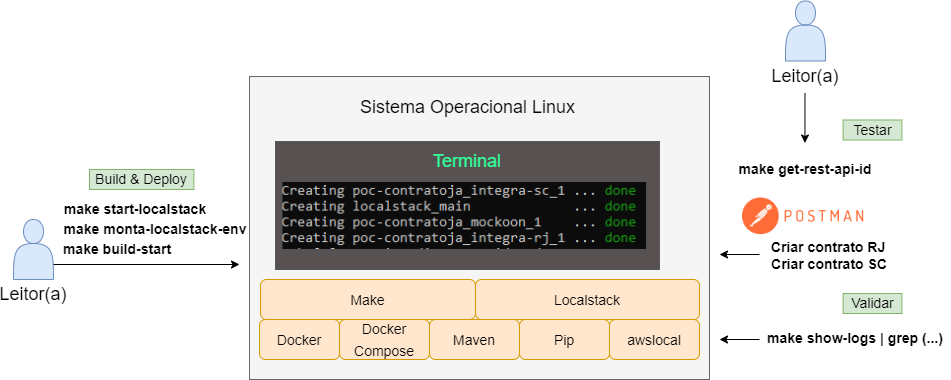 Leitor(a)
Testar
make get-rest-api-id
Sistema Operacional Linux
Terminal
Creating poc-contratoja_integra-sc_1 ... done
Creating localstack_main ... done
Creating poc-contratoja_mockoon_1 ... done
Creating poc-contratoja_integra-rj_1 ... done
Build & Deploy
make start-localstack
make monta-localstack-env
make build-start
Leitor(a)
POSTMAN
Criar contrato RJ
Criar contrato SC
Make
Localstack
Docker
Docker
Compose
Maven
Pip
awslocal
Validar
make show-logs | grep (...)